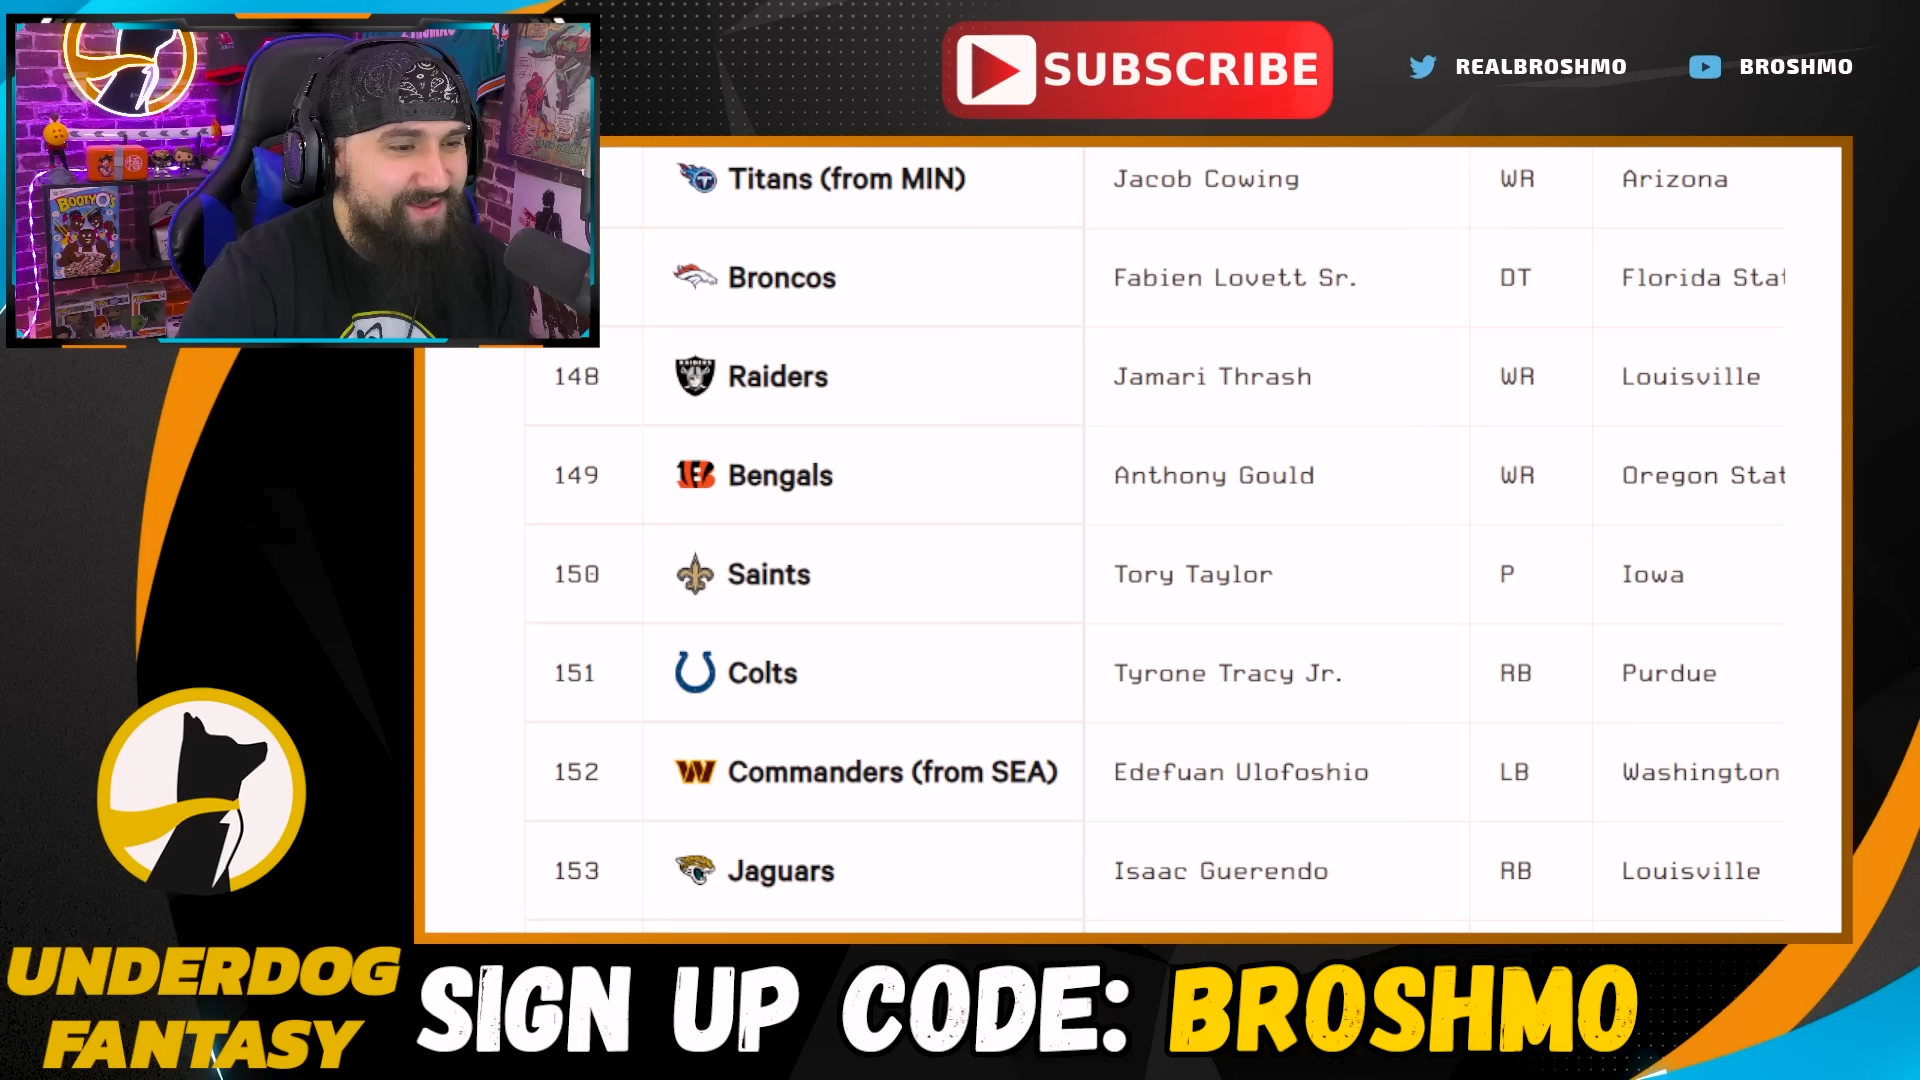 SUBSCRIBE
REALBROSHMO
BROSHMO
BOOTY O's
Titans (from MIN) Jacob Cowing WR Arizona
Broncos Fabien Lovett Sr. DT Florida Stat
148 Raiders Jamari Thrash WR Louisville
149 Bengals Anthony Gould WR Oregon Stat
150 Saints Tory Taylor P Iowa
151 Colts Tyrone Tracy Jr. RB Purdue
152 Commanders (from SEA) Edefuan Ulofoshio LB Washington
153 Jaguars Isaac Guerendo RB Louisville
UNDERDOG
FANTASY
SIGN UP CODE: BROSHMO